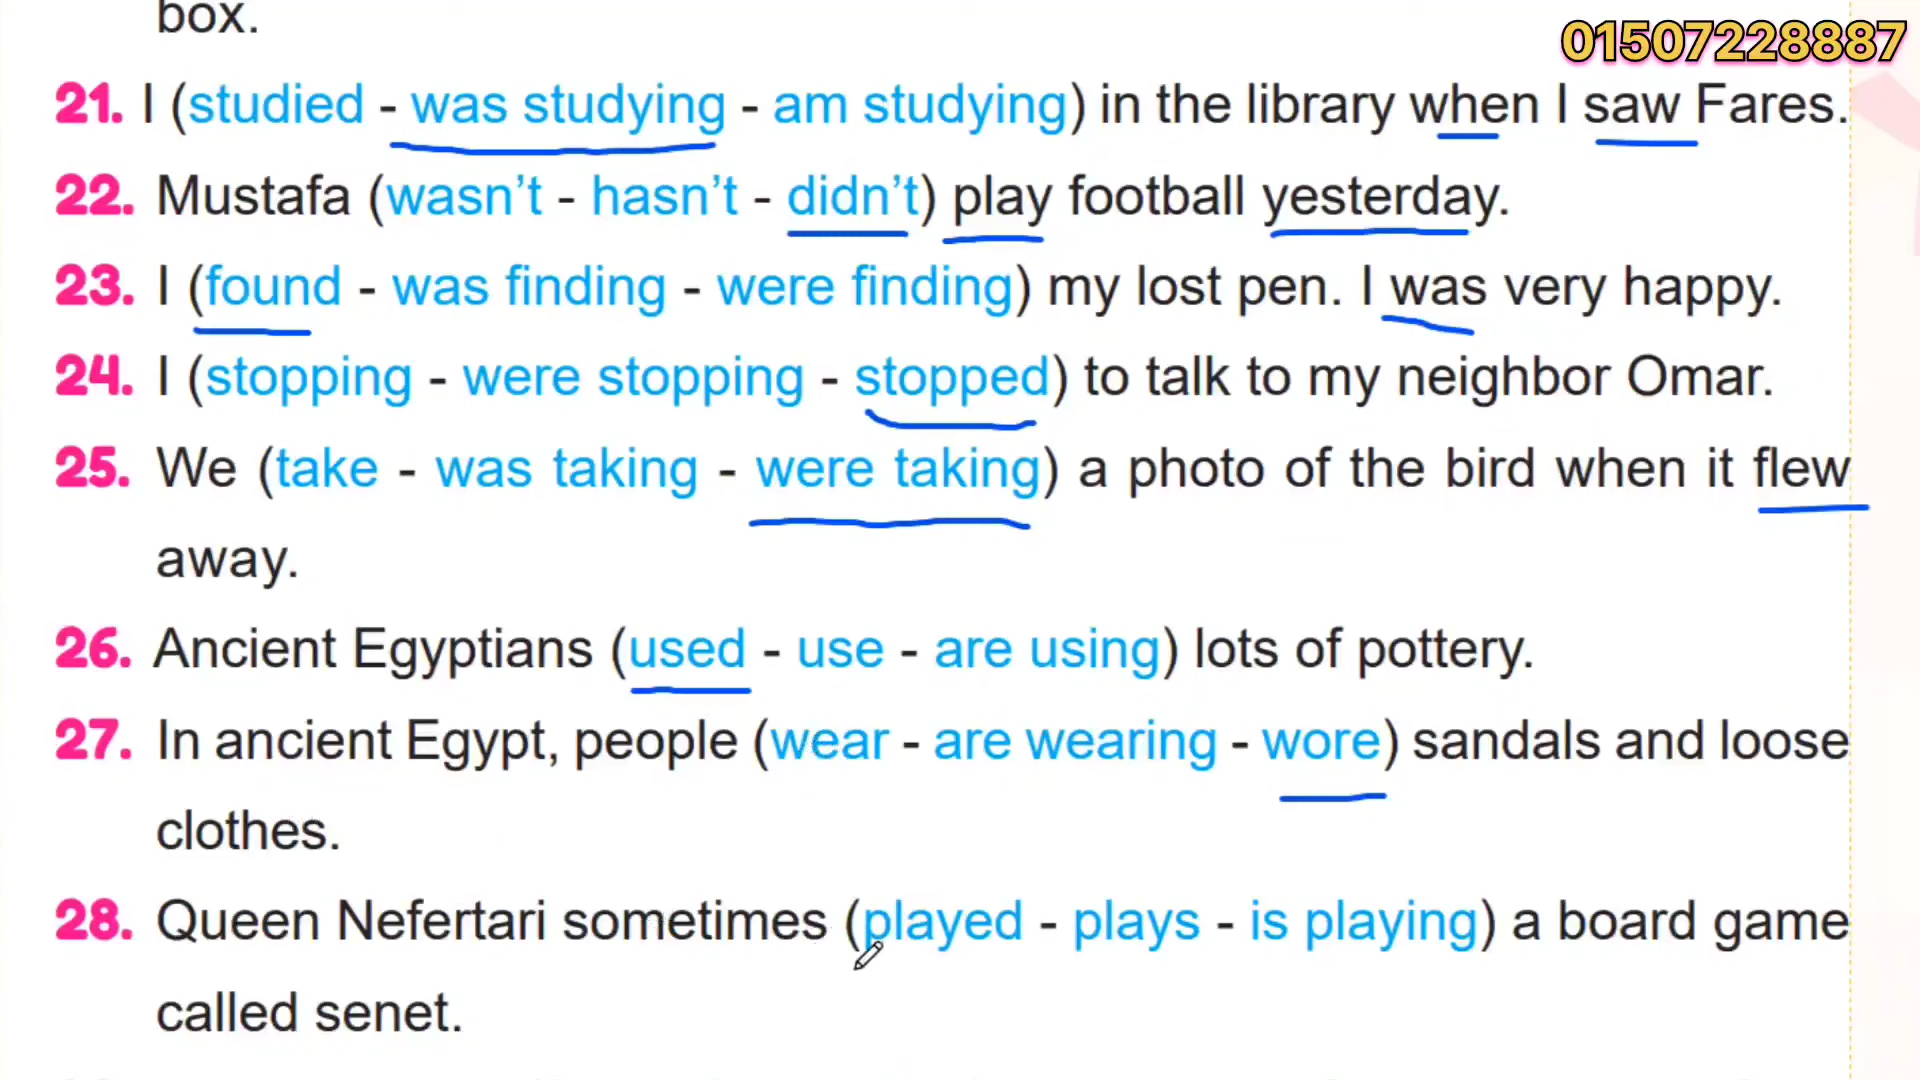 01507228887
box.
21. I (studied - was studying - am studying) in the library when I saw Fares.
22. Mustafa (wasn’t - hasn’t - didn’t) play football yesterday.
23. I (found - was finding - were finding) my lost pen. I was very happy.
24. I (stopping - were stopping - stopped) to talk to my neighbor Omar.
25. We (take - was taking - were taking) a photo of the bird when it flew
away.
26. Ancient Egyptians (used - use - are using) lots of pottery.
27. In ancient Egypt, people (wear - are wearing - wore) sandals and loose
clothes.
28. Queen Nefertari sometimes (played - plays - is playing) a board game
called senet.